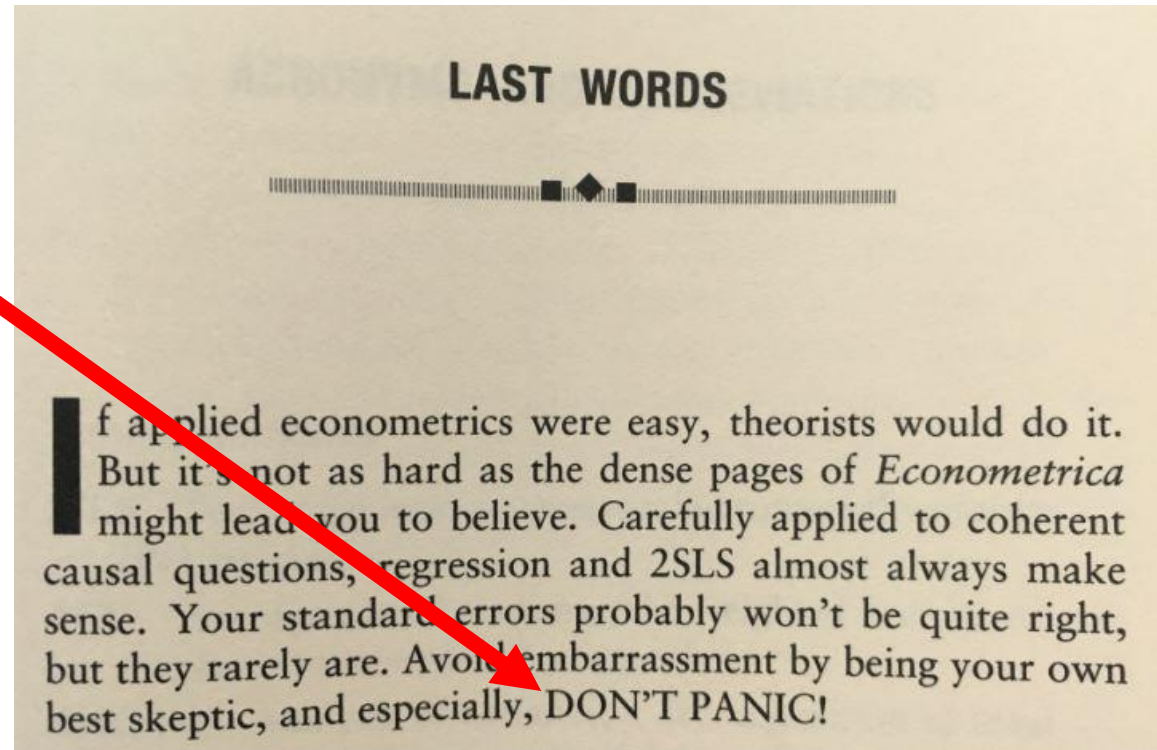 LAST WORDS
If applied econometrics were easy, theorists would do it.
But it's not as hard as the dense pages of Econometrica
might lead you to believe. Carefully applied to coherent
causal questions, regression and 2SLS almost always make
sense. Your standard errors probably won't be quite right,
but they rarely are. Avoid embarrassment by being your own
best skeptic, and especially, DON'T PANIC!